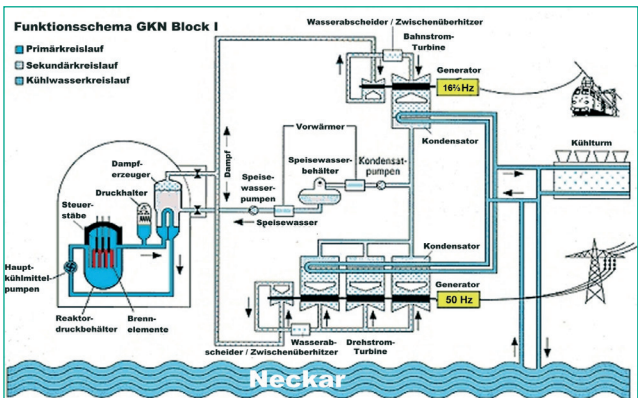 Funktionsschema GKN Block I
Primärkreislauf
Sekundärkreislauf
Kühlwasserkreislauf
Wasserabscheider / Zwischenüberhitzer
Bahnstrom-
Turbine
Generator
16⅔ Hz
Kondensator
Kühlturm
Vorwärmer
Dampf
Dampf-
erzeuger
Druckhalter
Steuer-
stäbe
Speise-
wasser-
pumpen
Speisewasser-
behälter
Kondensat-
pumpen
Speisewasser
Haupt-
kühlmittel-
pumpen
Reaktor-
druckbehälter
Brenn-
elemente
Kondensator
Generator
50 Hz
Wasserab-
scheider / Zwischenüberhitzer
Drehstrom-
Turbine
Neckar